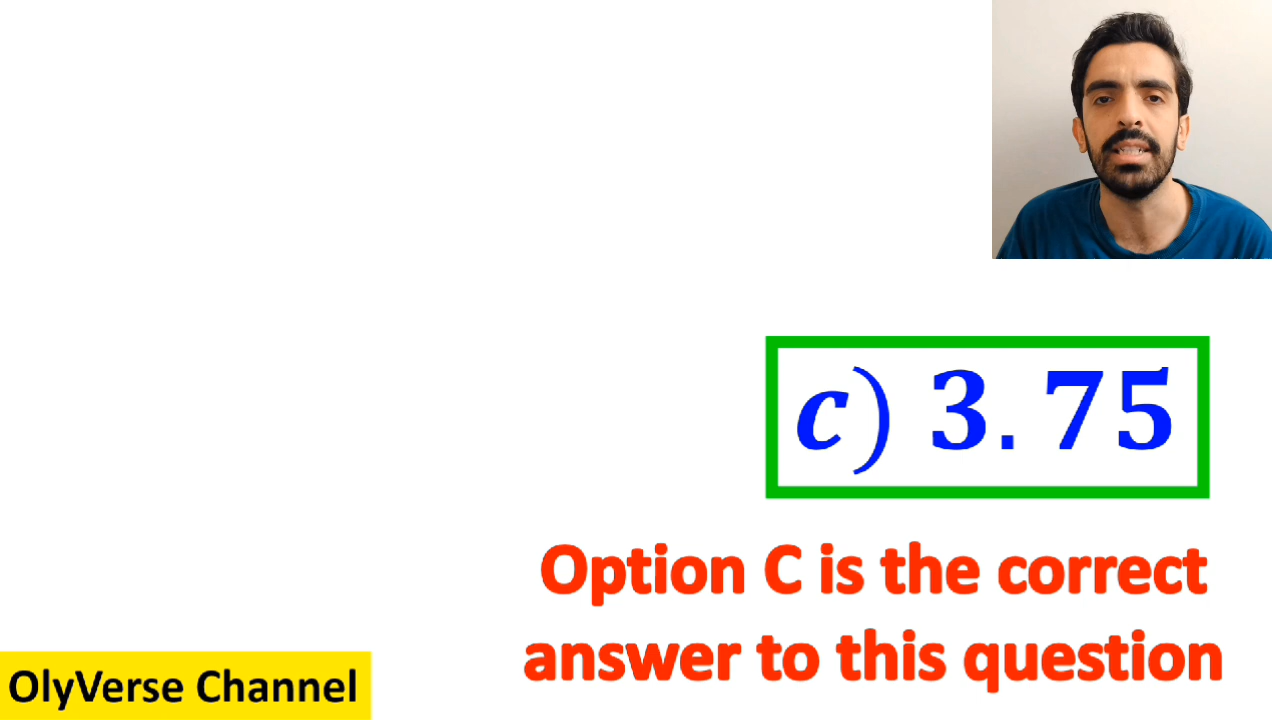 c) 3.75
Option C is the correct
answer to this question
OlyVerse Channel